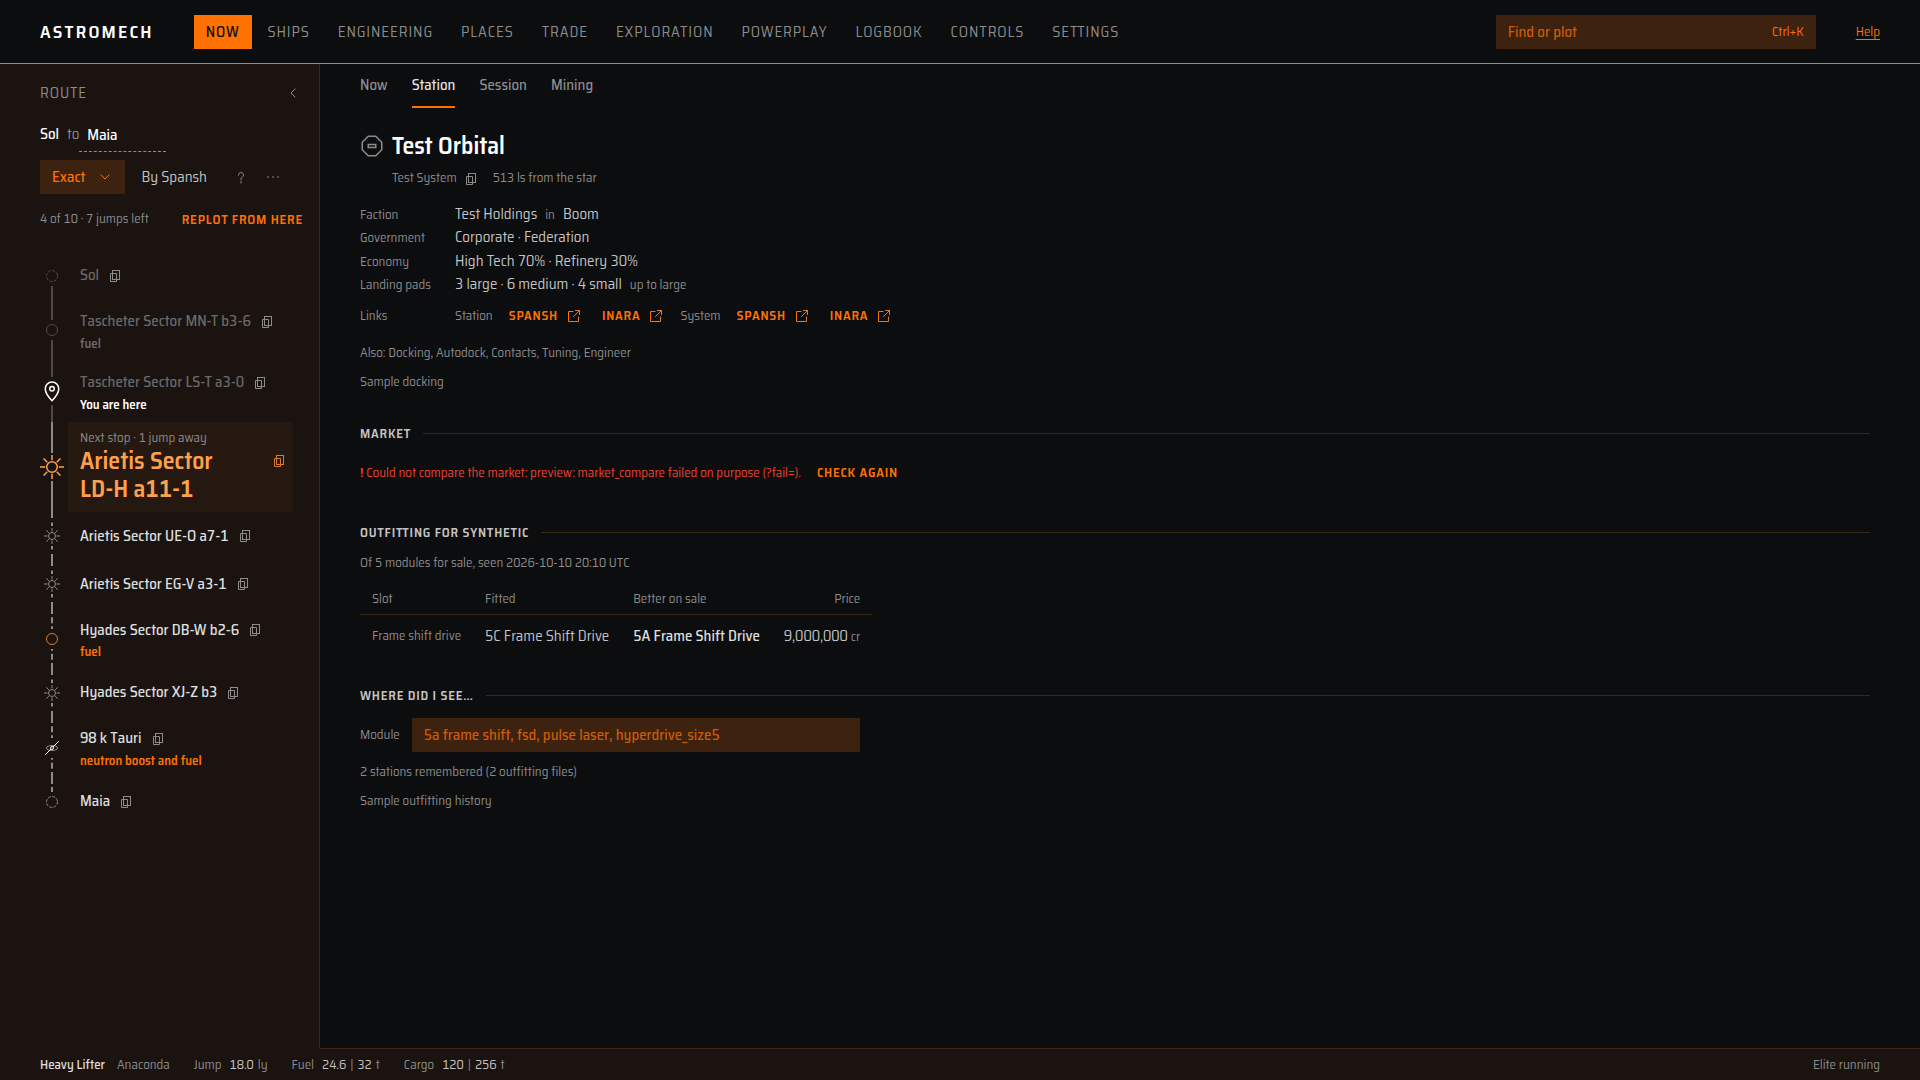 ASTROMECH NOW SHIPS ENGINEERING PLACES TRADE EXPLORATION POWERPLAY LOGBOOK CONTROLS SETTINGS Find or plot Ctrl+K Help
ROUTE
Sol to Maia
Exact By Spansh ? ...
4 of 10 · 7 jumps left REPLOT FROM HERE
Sol
Tascheter Sector MN-T b3-6
fuel
Tascheter Sector LS-T a3-0
You are here
Next stop · 1 jump away
Arietis Sector
LD-H a11-1
Arietis Sector UE-O a7-1
Arietis Sector EG-V a3-1
Hyades Sector DB-W b2-6
fuel
Hyades Sector XJ-Z b3
98 k Tauri
neutron boost and fuel
Maia
Now Station Session Mining
Test Orbital
Test System 513 ls from the star
Faction Test Holdings in Boom
Government Corporate · Federation
Economy High Tech 70% · Refinery 30%
Landing pads 3 large · 6 medium · 4 small up to large
Links Station SPANSH INARA System SPANSH INARA
Also: Docking, Autodock, Contacts, Tuning, Engineer
Sample docking
MARKET
! Could not compare the market: preview: market_compare failed on purpose (?fail=). CHECK AGAIN
OUTFITTING FOR SYNTHETIC
Of 5 modules for sale, seen 2026-10-10 20:10 UTC
Slot Fitted Better on sale Price
Frame shift drive 5C Frame Shift Drive 5A Frame Shift Drive 9,000,000 cr
WHERE DID I SEE...
Module 5a frame shift, fsd, pulse laser, hyperdrive_size5
2 stations remembered (2 outfitting files)
Sample outfitting history
Heavy Lifter Anaconda Jump 18.0 ly Fuel 24.6 | 32 t Cargo 120 | 256 t Elite running